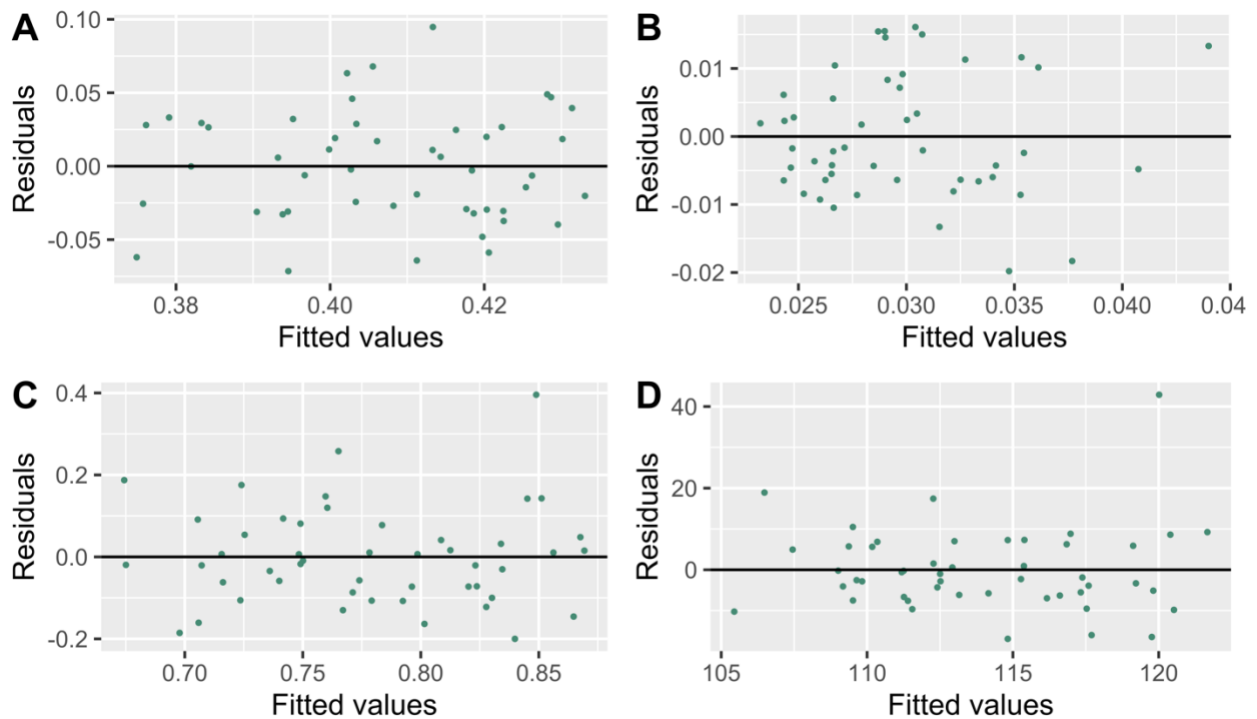 A
Residuals
0.10
0.05
0.00
-0.05
0.38 0.40 0.42
Fitted values
B
Residuals
0.01
0.00
-0.01
-0.02
0.025 0.030 0.035 0.040 0.04
Fitted values
C
Residuals
0.4
0.2
0.0
-0.2
0.70 0.75 0.80 0.85
Fitted values
D
Residuals
40
20
0
105 110 115 120
Fitted values